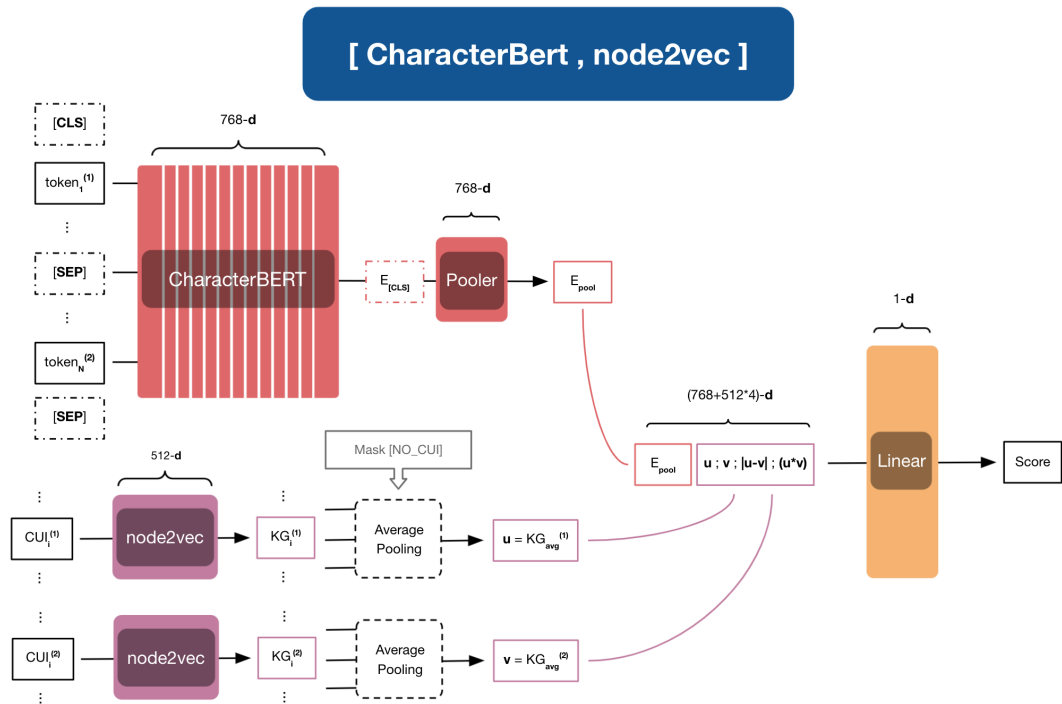 [ CharacterBert , node2vec ]
[CLS]
768-d
token₁⁽¹⁾
⋮
768-d
[SEP]
CharacterBERT
E[CLS]
Pooler
Epool
⋮
1-d
tokenN⁽²⁾
(768+512*4)-d
[SEP]
Mask [NO_CUI]
Epool
u ; v ; |u-v| ; (u*v)
Linear
Score
512-d
⋮
⋮
CUIᵢ⁽¹⁾
node2vec
KGᵢ⁽¹⁾
Average
Pooling
u = KGavg⁽¹⁾
⋮
⋮
⋮
⋮
CUIᵢ⁽²⁾
node2vec
KGᵢ⁽²⁾
Average
Pooling
v = KGavg⁽²⁾
⋮
⋮